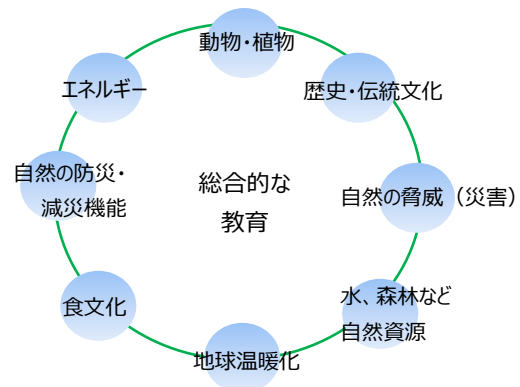 動物・植物
エネルギー
歴史・伝統文化
自然の防災・
減災機能
総合的な
教育
自然の脅威（災害）
食文化
水、森林など
自然資源
地球温暖化